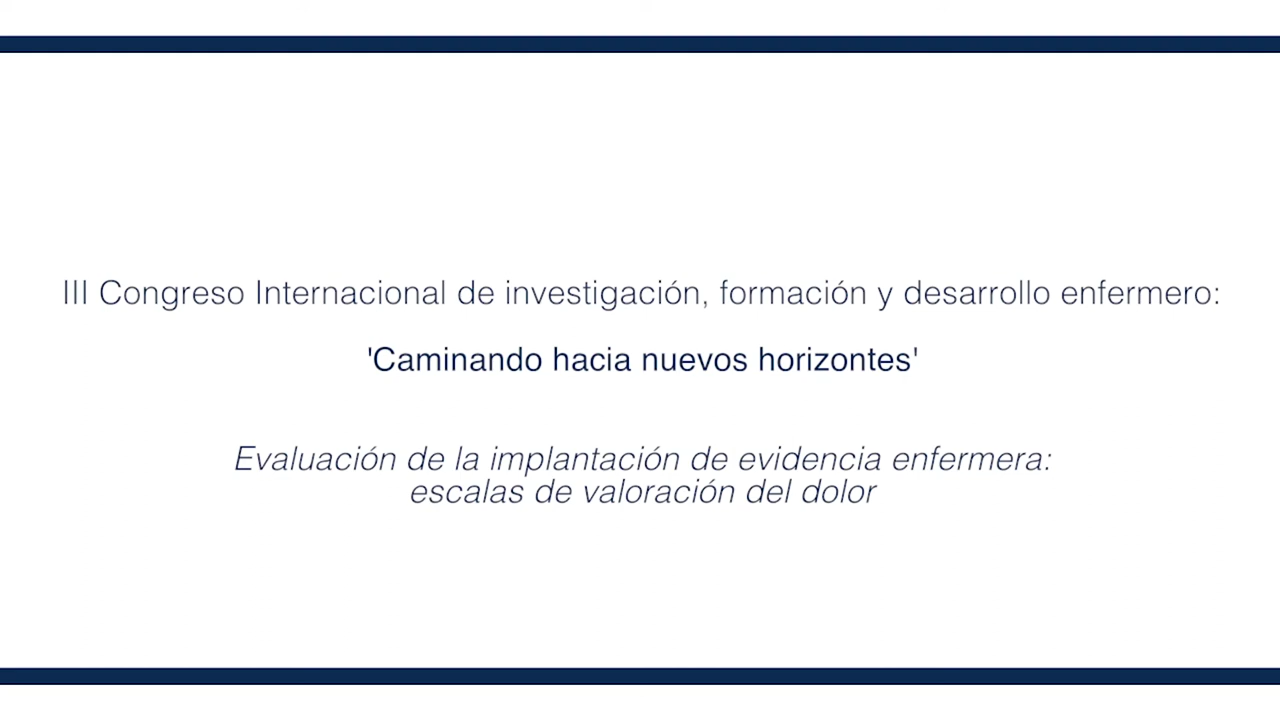 III Congreso Internacional de investigación, formación y desarrollo enfermero:
'Caminando hacia nuevos horizontes'
Evaluación de la implantación de evidencia enfermera:
escalas de valoración del dolor